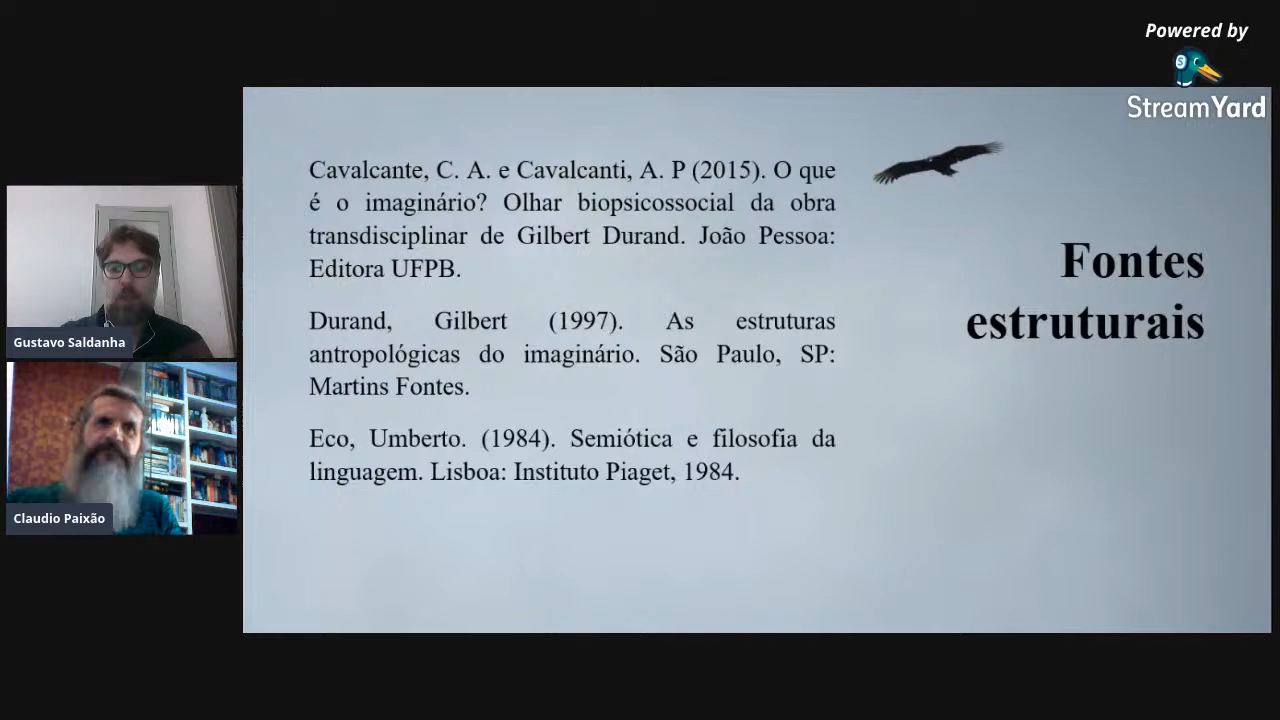 Powered by
StreamYard
Cavalcante, C. A. e Cavalcanti, A. P (2015). O que
é o imaginário? Olhar biopsicossocial da obra
transdisciplinar de Gilbert Durand. João Pessoa:
Editora UFPB.
Durand, Gilbert (1997). As estruturas
antropológicas do imaginário. São Paulo, SP:
Martins Fontes.
Eco, Umberto. (1984). Semiótica e filosofia da
linguagem. Lisboa: Instituto Piaget, 1984.
Fontes
estruturais
Gustavo Saldanha
Claudio Paixão